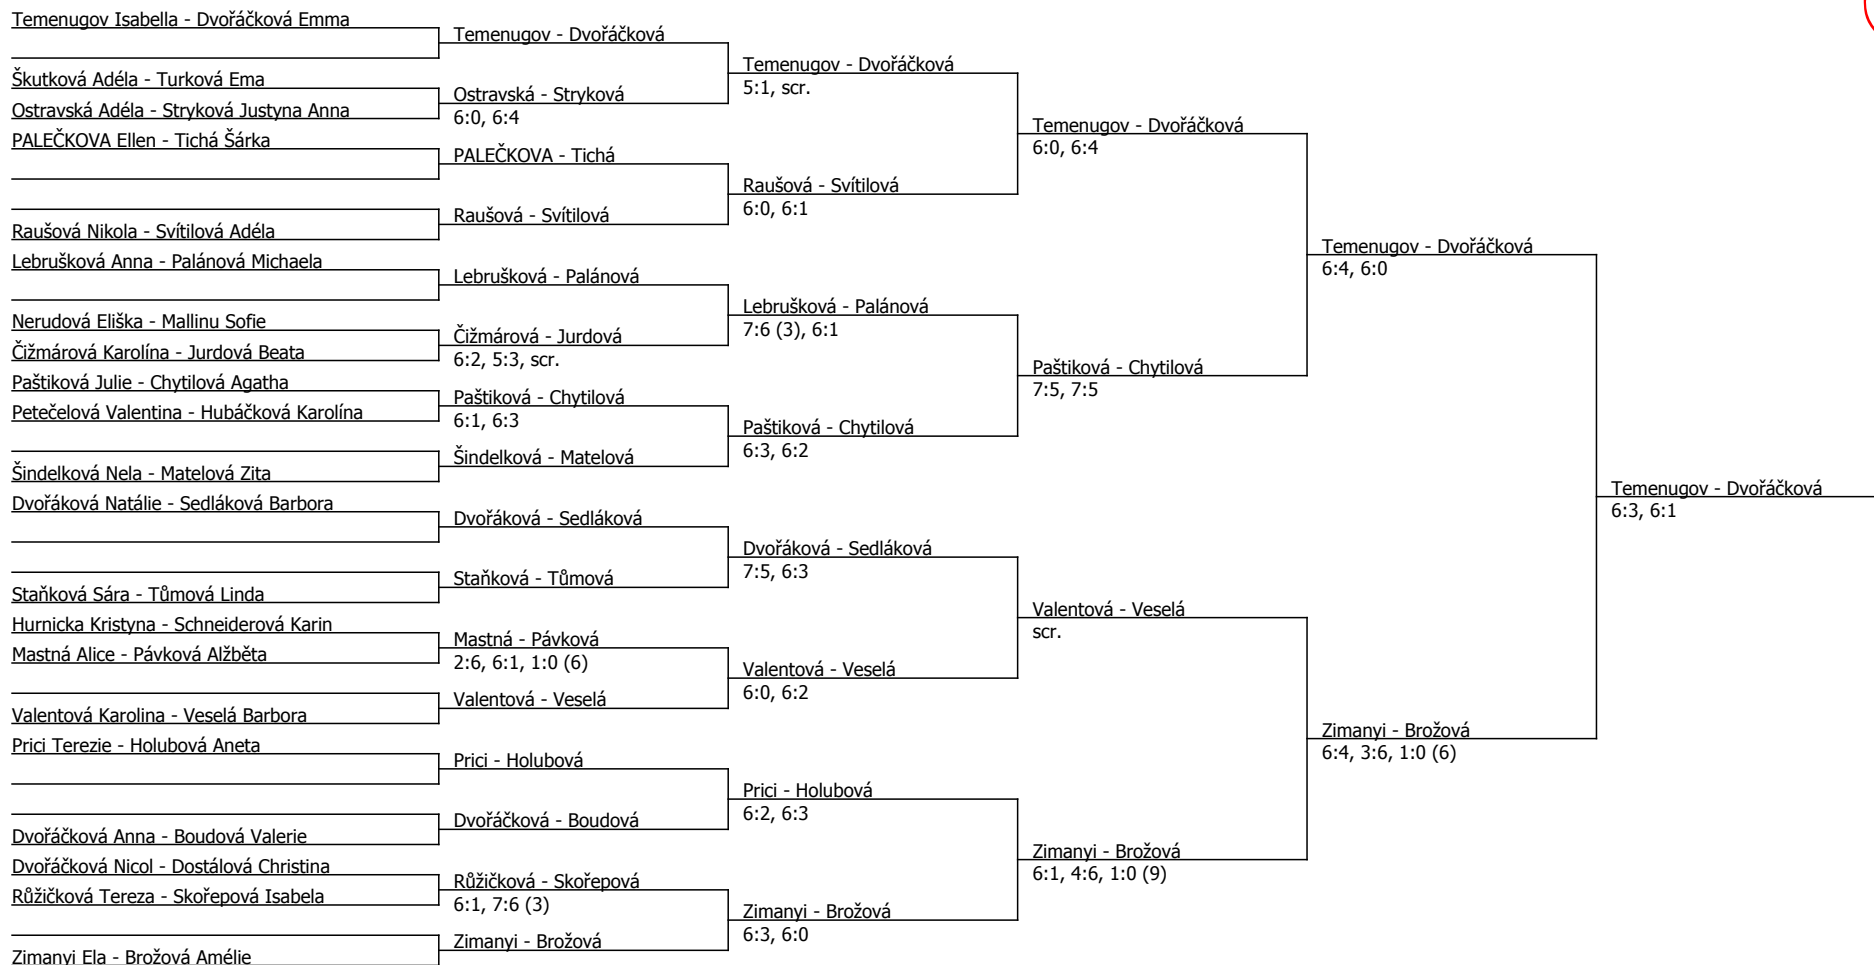 Temenugov Isabella - Dvořáčková Emma
Škutková Adéla - Turková Ema
Ostravská Adéla - Stryková Justyna Anna
PALEČKOVA Ellen - Tichá Šárka
Raušová Nikola - Svítilová Adéla
Lebrušková Anna - Palánová Michaela
Nerudová Eliška - Mallinu Sofie
Čižmárová Karolína - Jurdová Beata
Paštiková Julie - Chytilová Agatha
Petečelová Valentina - Hubáčková Karolína
Šindelková Nela - Matelová Zita
Dvořáková Natálie - Sedláková Barbora
Staňková Sára - Tůmová Linda
Hurnicka Kristyna - Schneiderová Karin
Mastná Alice - Pávková Alžběta
Valentová Karolina - Veselá Barbora
Prici Terezie - Holubová Aneta
Dvořáčková Anna - Boudová Valerie
Dvořáčková Nicol - Dostálová Christina
Růžičková Tereza - Skořepová Isabela
Zimanyi Ela - Brožová Amélie
Temenugov - Dvořáčková
Ostravská - Stryková
6:0, 6:4
PALEČKOVA - Tichá
Raušová - Svítilová
Lebrušková - Palánová
Čižmárová - Jurdová
6:2, 5:3, scr.
Paštiková - Chytilová
6:1, 6:3
Šindelková - Matelová
Dvořáková - Sedláková
Staňková - Tůmová
Mastná - Pávková
2:6, 6:1, 1:0 (6)
Valentová - Veselá
Prici - Holubová
Dvořáčková - Boudová
Růžičková - Skořepová
6:1, 7:6 (3)
Zimanyi - Brožová
Temenugov - Dvořáčková
5:1, scr.
Raušová - Svítilová
6:0, 6:1
Lebrušková - Palánová
7:6 (3), 6:1
Paštiková - Chytilová
6:3, 6:2
Dvořáková - Sedláková
7:5, 6:3
Valentová - Veselá
6:0, 6:2
Prici - Holubová
6:2, 6:3
Zimanyi - Brožová
6:3, 6:0
Temenugov - Dvořáčková
6:0, 6:4
Paštiková - Chytilová
7:5, 7:5
Valentová - Veselá
scr.
Zimanyi - Brožová
6:1, 4:6, 1:0 (9)
Temenugov - Dvořáčková
6:4, 6:0
Zimanyi - Brožová
6:4, 3:6, 1:0 (6)
Temenugov - Dvořáčková
6:3, 6:1